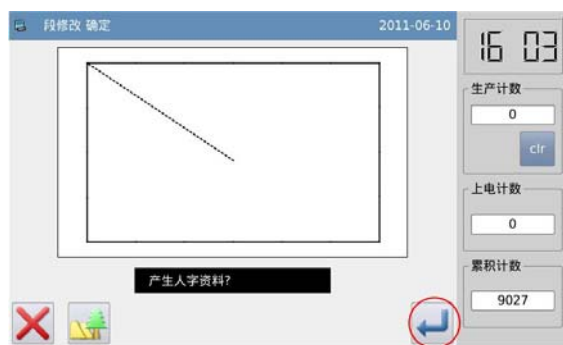 段修改 确定
2011-06-10
16 03
生产计数
0
clr
上电计数
0
产生人字资料?
累积计数
9027